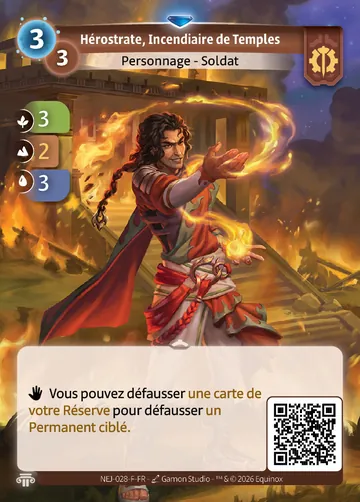 3
3
Hérostrate, Incendiaire de Temples
Personnage - Soldat
3
2
3
Vous pouvez défausser une carte de
votre Réserve pour défausser un
Permanent ciblé.
NEJ-028-F-FR - Gamon Studio - ™ & © 2026 Equinox